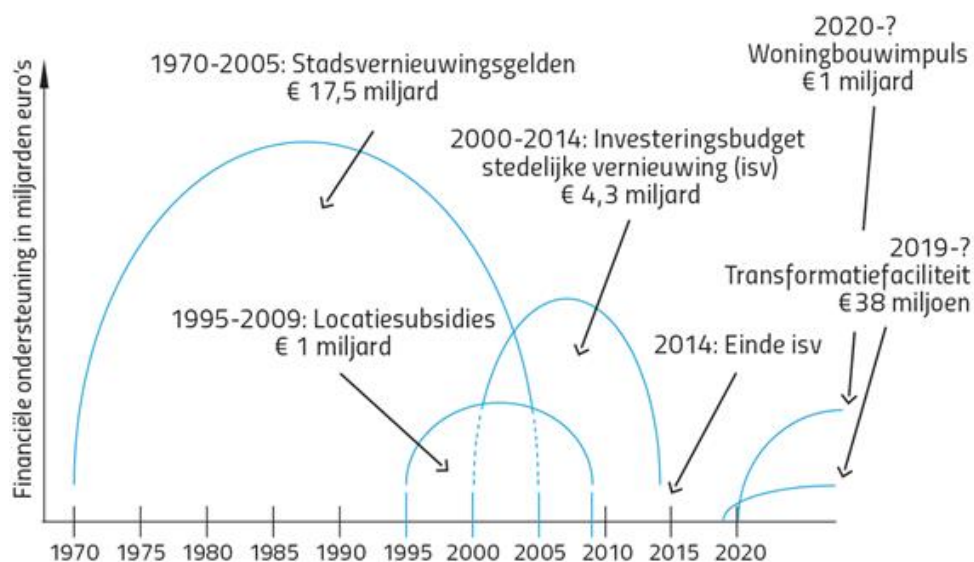 Financiële ondersteuning in miljarden euro's
1970-2005: Stadsvernieuwingsgelden
€ 17,5 miljard
2000-2014: Investeringsbudget
stedelijke vernieuwing (isv)
€ 4,3 miljard
2020-?
Woningbouwimpuls
€ 1 miljard
2019-?
Transformatiefaciliteit
€ 38 miljoen
1995-2009: Locatiesubsidies
€ 1 miljard
2014: Einde isv
1970 1975 1980 1985 1990 1995 2000 2005 2010 2015 2020